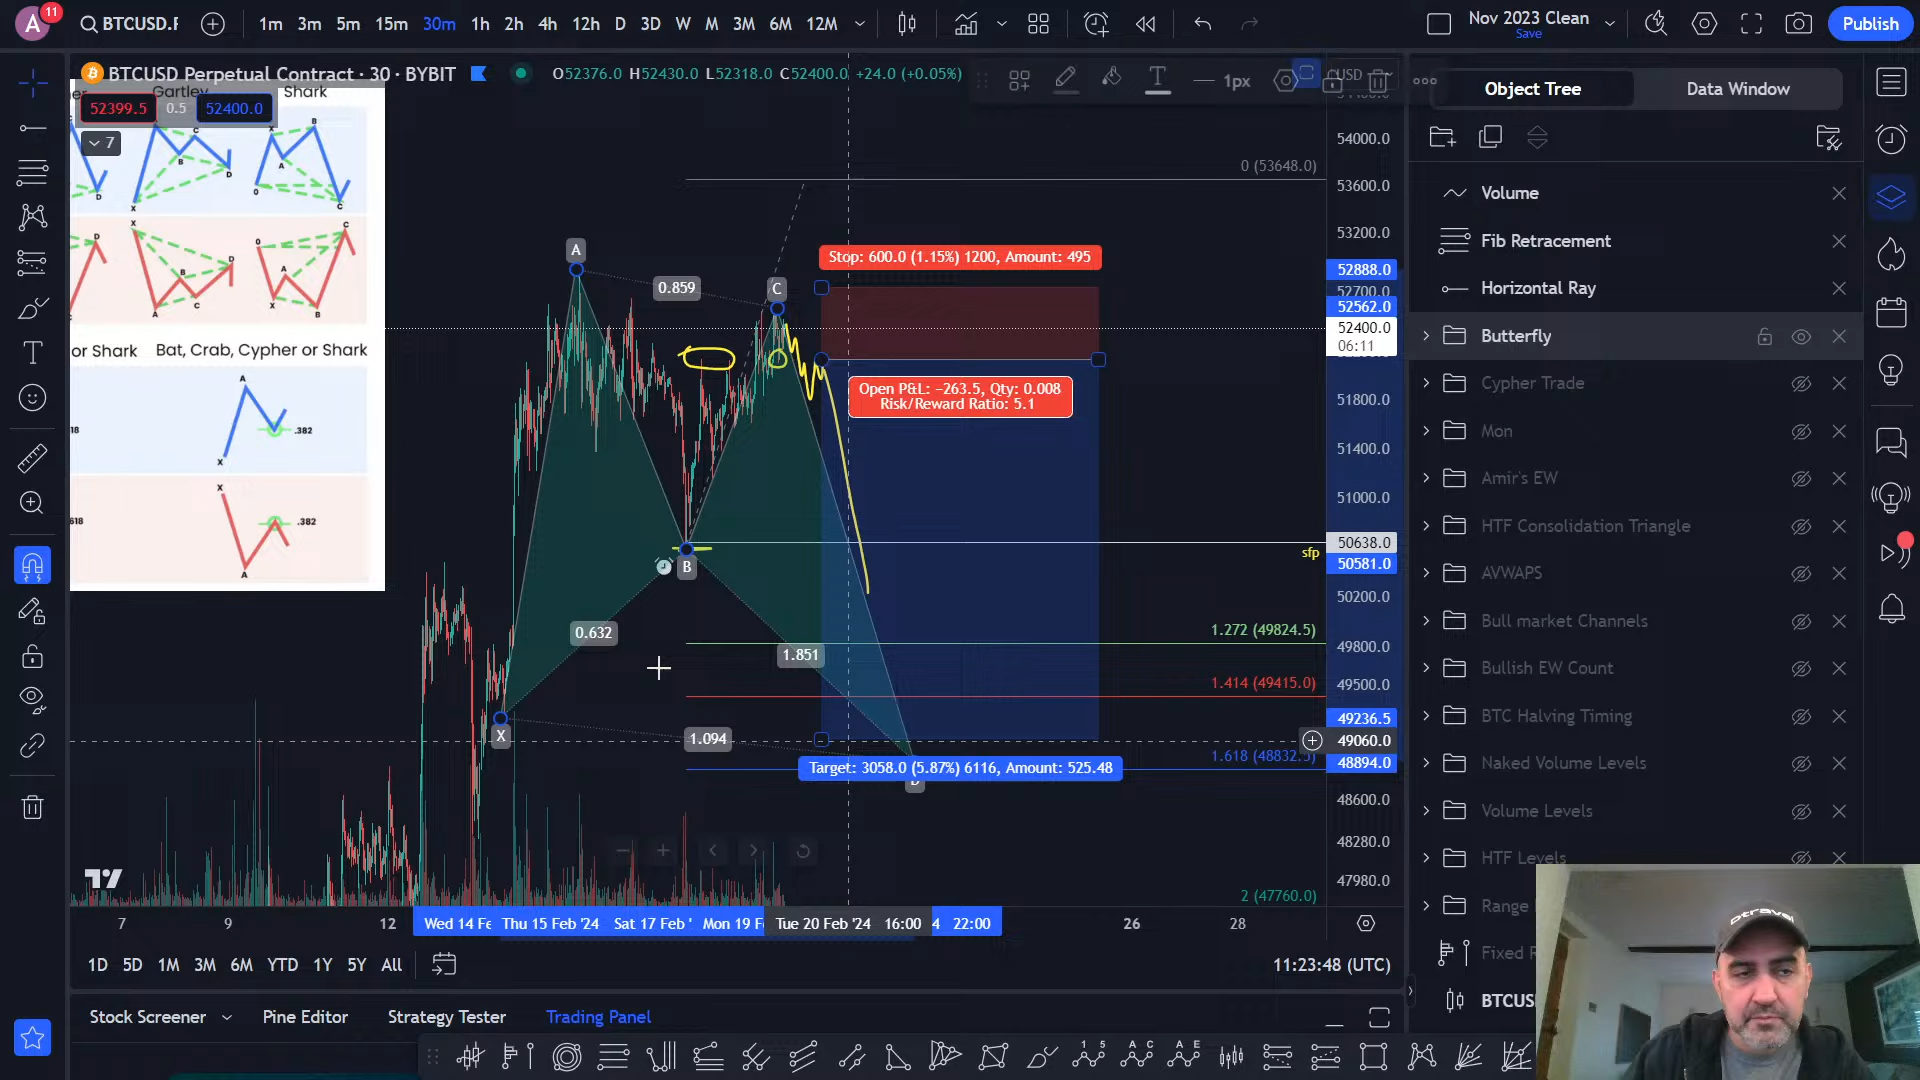 A
11
BTCUSD.P
1m 3m 5m 15m 30m 1h 2h 4h 12h D 3D W M 3M 6M 12M
Nov 2023 Clean
Save
Publish
BTCUSD Perpetual Contract · 30 · BYBIT
O52376.0 H52430.0 L52318.0 C52400.0 +24.0 (+0.05%)
52399.5 0.5 52400.0
7
Gartley
Shark
1px
USD
or Shark
Bat, Crab, Cypher or Shark
.382
.382
A
0.859
C
B
0.632
1.851
X
1.094
0 (53648.0)
Stop: 600.0 (1.15%) 1200, Amount: 495
Open P&L: −263.5, Qty: 0.008
Risk/Reward Ratio: 5.1
sfp
1.272 (49824.5)
1.414 (49415.0)
1.618 (48832.5)
Target: 3058.0 (5.87%) 6116, Amount: 525.48
2 (47760.0)
54000.0
53600.0
53200.0
52888.0
52700.0
52562.0
52400.0
06:11
51800.0
51400.0
51000.0
50638.0
50581.0
50200.0
49800.0
49500.0
49236.5
49060.0
48894.0
48600.0
48280.0
47980.0
7 9 12 Wed 14 Fe Thu 15 Feb '24 Sat 17 Feb ' Mon 19 F Tue 20 Feb '24 16:00 4 22:00 26 28
1D 5D 1M 3M 6M YTD 1Y 5Y All
11:23:48 (UTC)
Stock Screener
Pine Editor
Strategy Tester
Trading Panel
Object Tree
Data Window
Volume
Fib Retracement
Horizontal Ray
Butterfly
Cypher Trade
Mon
Amir's EW
HTF Consolidation Triangle
AVWAPS
Bull market Channels
Bullish EW Count
BTC Halving Timing
Naked Volume Levels
Volume Levels
HTF Levels
Range
Fixed R
BTCUS